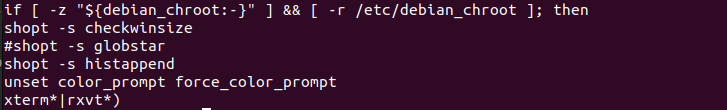 if [ -z "${debian_chroot:-}" ] && [ -r /etc/debian_chroot ]; then
shopt -s checkwinsize
#shopt -s globstar
shopt -s histappend
unset color_prompt force_color_prompt
xterm*|rxvt*)